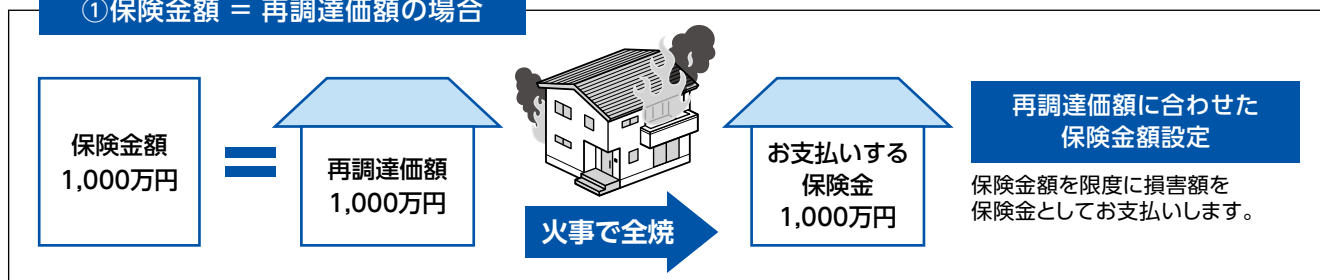 ①保険金額 = 再調達価額の場合
保険金額
1,000万円
再調達価額
1,000万円
火事で全焼
お支払いする
保険金
1,000万円
再調達価額に合わせた
保険金額設定
保険金額を限度に損害額を
保険金としてお支払いします。